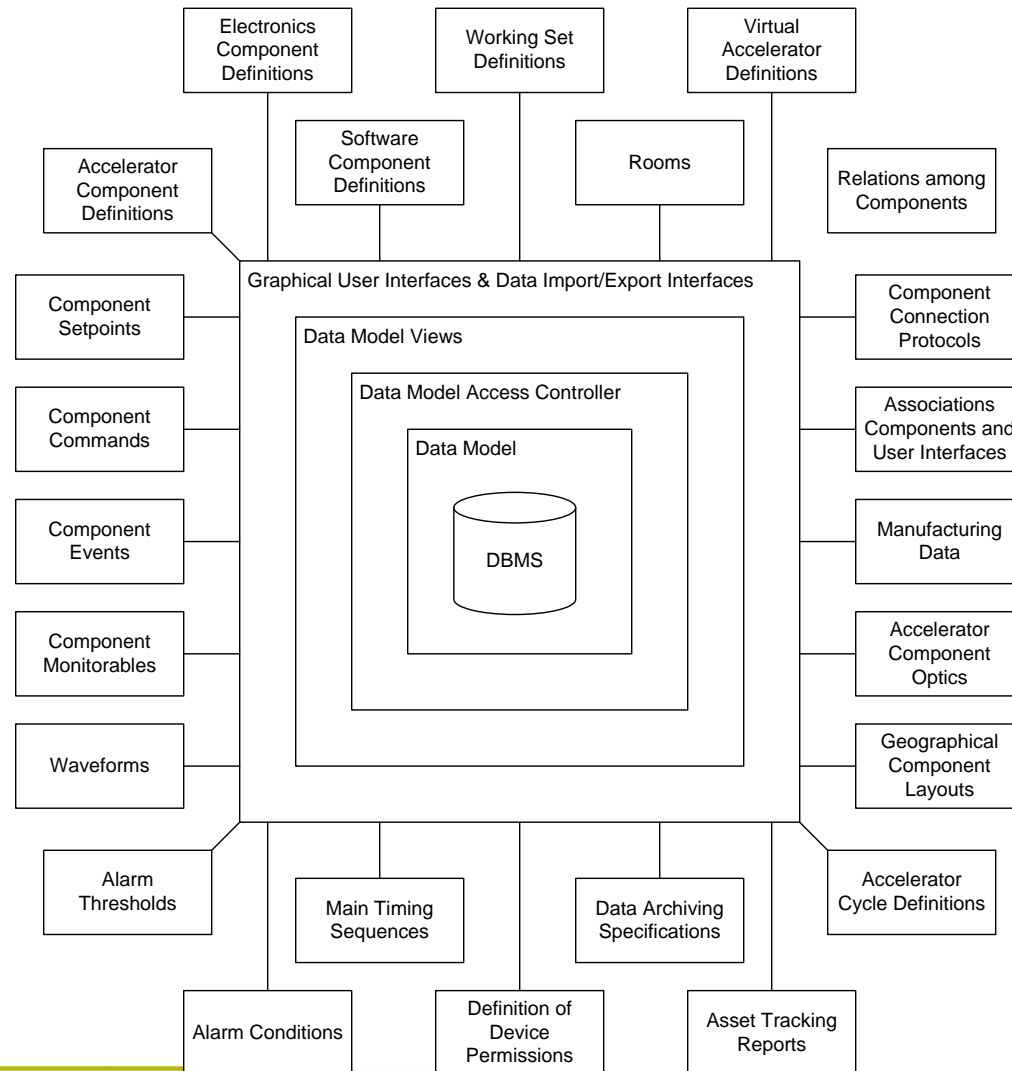 Electronics
Component
Definitions
Working Set
Definitions
Virtual
Accelerator
Definitions
Software
Component
Definitions
Rooms
Accelerator
Component
Definitions
Relations among
Components
Graphical User Interfaces & Data Import/Export Interfaces
Component
Setpoints
Component
Connection
Protocols
Data Model Views
Data Model Access Controller
Component
Commands
Associations
Components and
User Interfaces
Data Model
Component
Events
DBMS
Manufacturing
Data
Component
Monitorables
Accelerator
Component
Optics
Waveforms
Geographical
Component
Layouts
Alarm
Thresholds
Main Timing
Sequences
Data Archiving
Specifications
Accelerator
Cycle Definitions
Alarm Conditions
Definition of
Device
Permissions
Asset Tracking
Reports